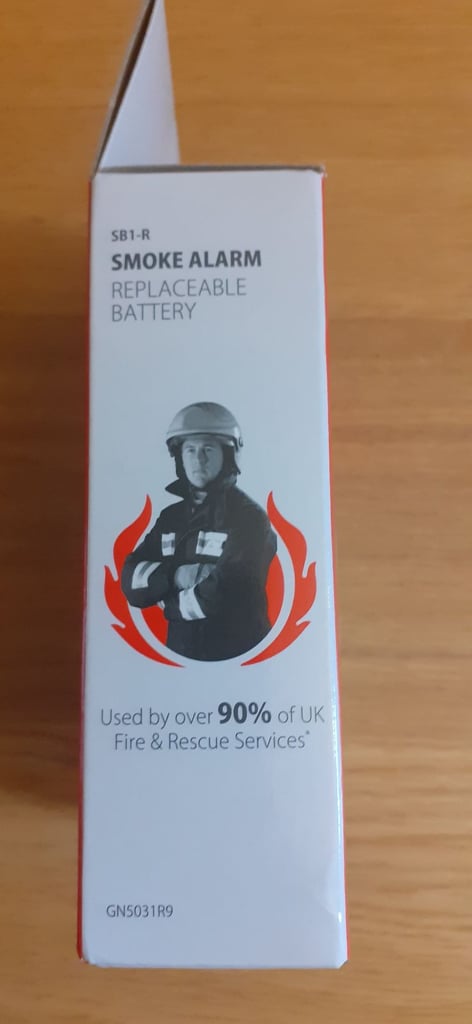 SB1-R
SMOKE ALARM
REPLACEABLE
BATTERY
Used by over 90% of UK
Fire & Rescue Services*
GN5031R9